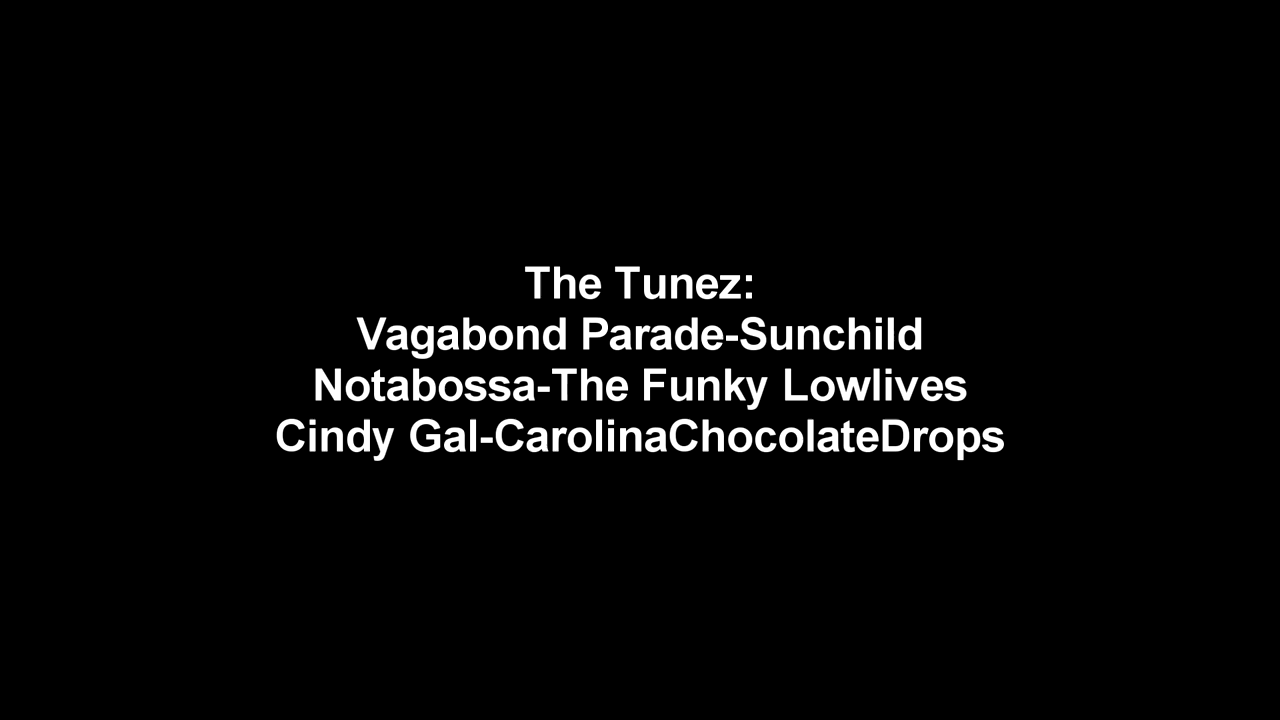 The Tunez:
Vagabond Parade-Sunchild
Notabossa-The Funky Lowlives
Cindy Gal-CarolinaChocolateDrops